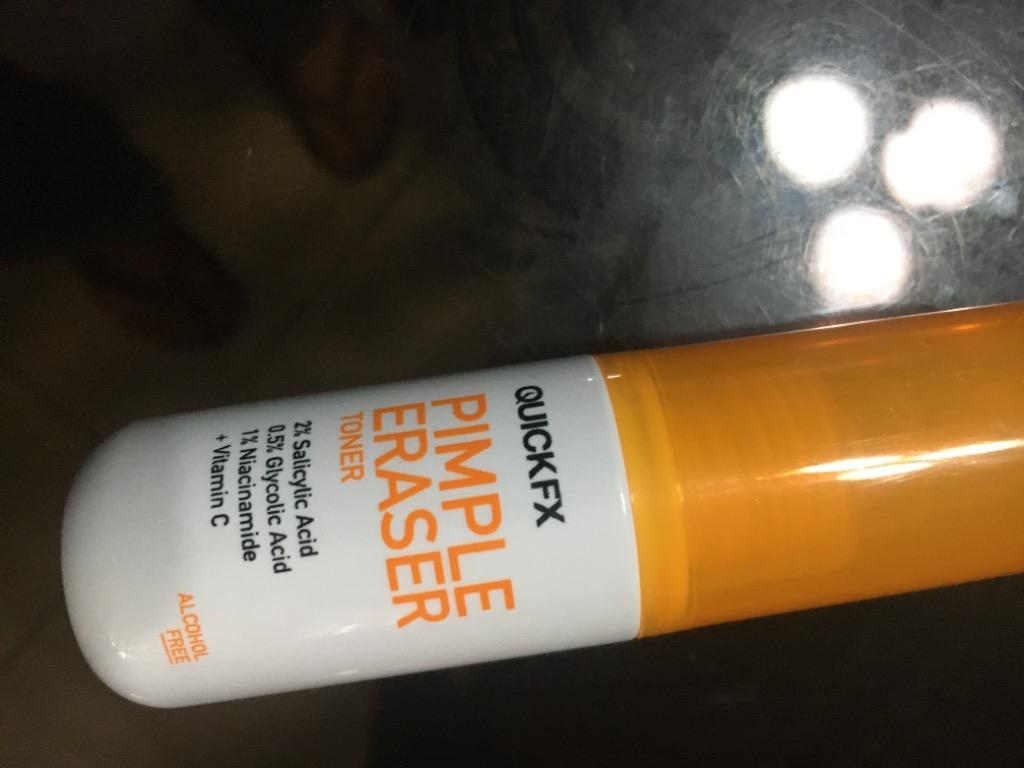 QUICKFX
PIMPLE
ERASER
TONER
2% Salicylic Acid
0.5% Glycolic Acid
1% Niacinamide
+ Vitamin C
ALCOHOL
FREE